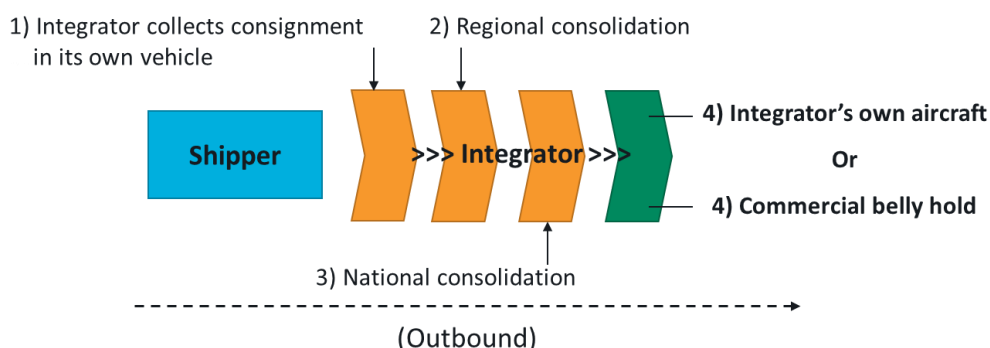 1) Integrator collects consignment
in its own vehicle
2) Regional consolidation
Shipper
>>> Integrator >>>
4) Integrator’s own aircraft
Or
4) Commercial belly hold
3) National consolidation
(Outbound)